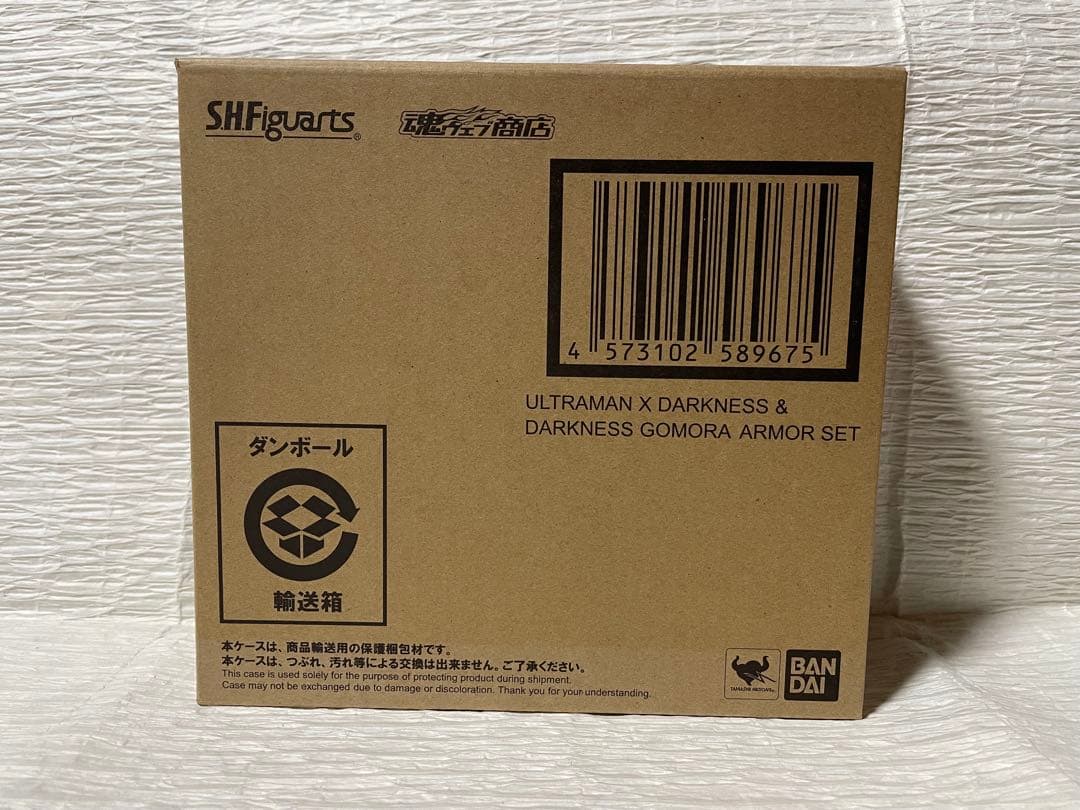 S.H.Figuarts®
魂ウェブ商店
4 573102 589675
ULTRAMAN X DARKNESS &
DARKNESS GOMORA ARMOR SET
ダンボール
輸送箱
本ケースは、商品輸送用の保護梱包材です。
本ケースは、つぶれ、汚れ等による交換は出来ません。ご了承ください。
This case is used solely for the purpose of protecting product during shipment.
Case may not be exchanged due to damage or discoloration. Thank you for your understanding.
TAMASHII NATIONS®
BAN
DAI